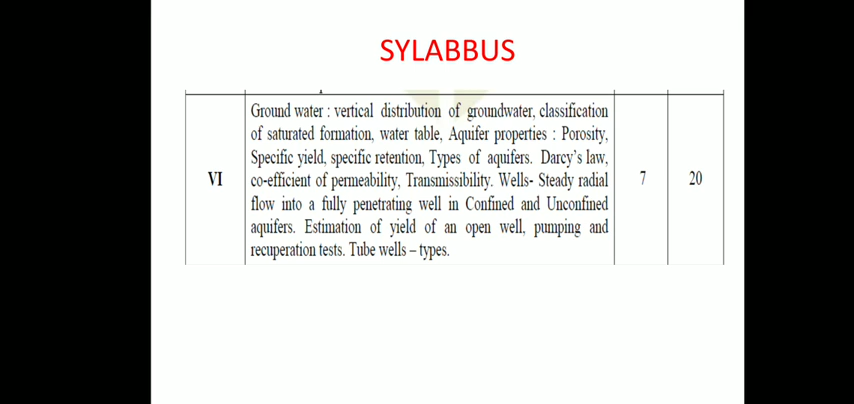 SYLABBUS
Ground water : vertical distribution of groundwater, classification
of saturated formation, water table, Aquifer properties : Porosity,
Specific yield, specific retention, Types of aquifers. Darcy's law,
VI co-efficient of permeability, Transmissibility. Wells- Steady radial 7 20
flow into a fully penetrating well in Confined and Unconfined
aquifers. Estimation of yield of an open well, pumping and
recuperation tests. Tube wells – types.